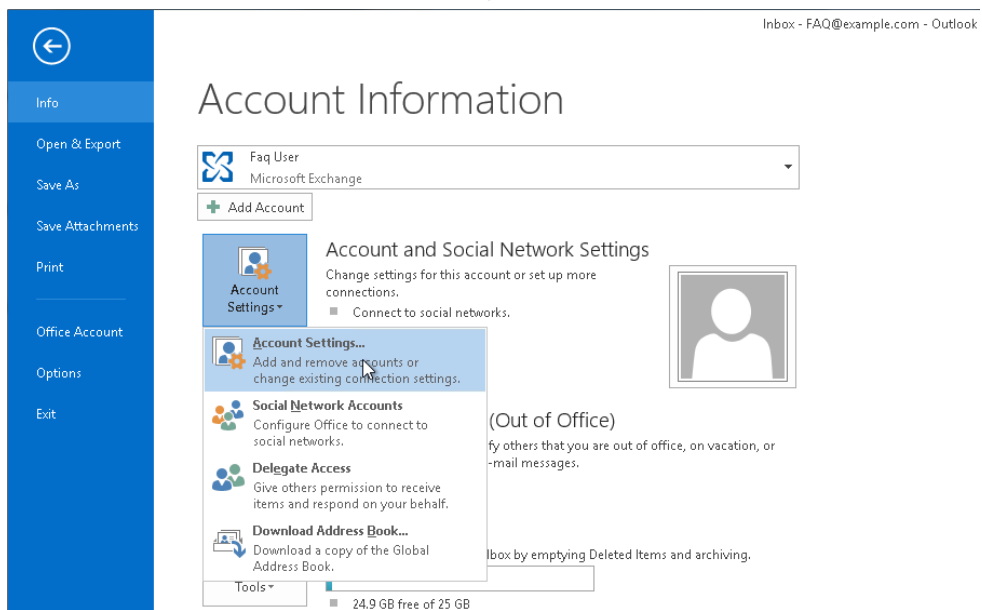 Inbox - FAQ@example.com - Outlook
Info
Open & Export
Save As
Save Attachments
Print
Office Account
Options
Exit
Account Information
Faq User
Microsoft Exchange
Add Account
Account
Settings
Account and Social Network Settings
Change settings for this account or set up more
connections.
Connect to social networks.
Account Settings...
Add and remove accounts or
change existing connection settings.
Social Network Accounts
Configure Office to connect to
social networks.
Delegate Access
Give others permission to receive
items and respond on your behalf.
Download Address Book...
Download a copy of the Global
Address Book.
(Out of Office)
fy others that you are out of office, on vacation, or
-mail messages.
lbox by emptying Deleted Items and archiving.
Tools
24.9 GB free of 25 GB